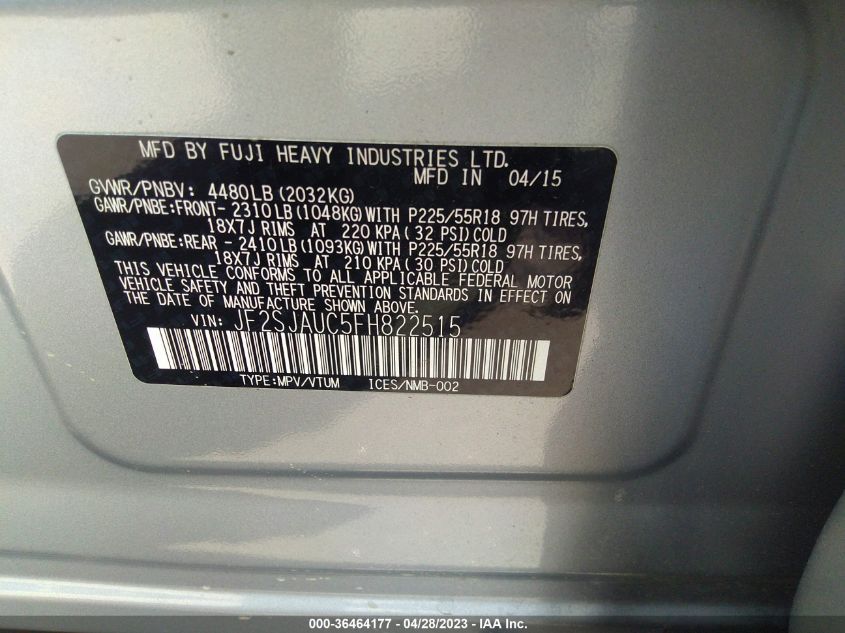 MFD BY FUJI HEAVY INDUSTRIES LTD.
MFD IN 04/15
GVWR/PNBV: 4480LB (2032KG)
GAWR/PNBE:FRONT- 2310 LB (1048KG) WITH P225/55R18 97H TIRES,
18X7J RIMS AT 220 KPA ( 32 PSI) COLD
GAWR/PNBE:REAR - 2410 LB (1093KG) WITH P225/55R18 97H TIRES,
18X7J RIMS AT 210 KPA ( 30 PSI) COLD
THIS VEHICLE CONFORMS TO ALL APPLICABLE FEDERAL MOTOR
VEHICLE SAFETY AND THEFT PREVENTION STANDARDS IN EFFECT ON
THE DATE OF MANUFACTURE SHOWN ABOVE.
VIN: JF2SJAUC5FH822515
TYPE:MPV/VTUM ICES/NMB-002
000-36464177 - 04/28/2023 - IAA Inc.